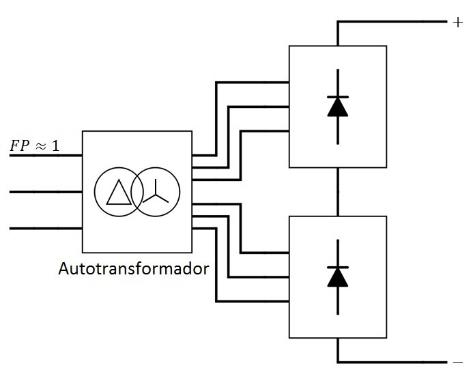 +
FP ≈ 1
Autotransformador
−